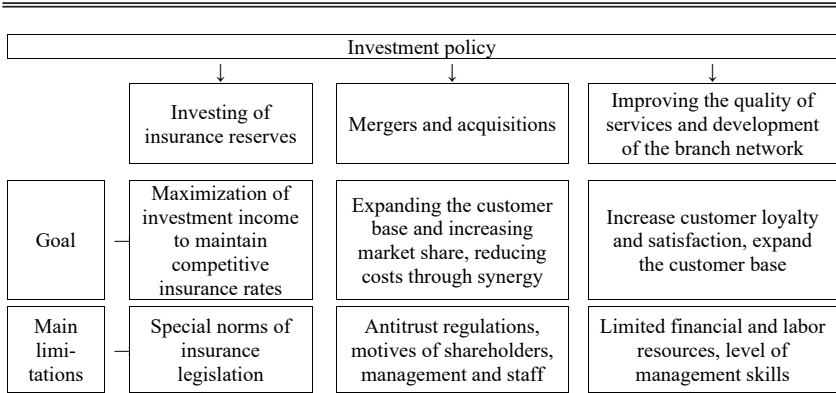 Investment policy
↓ ↓ ↓
Investing of
insurance reserves
Mergers and acquisitions
Improving the quality of
services and development
of the branch network
Goal
Maximization of
investment income
to maintain
competitive
insurance rates
Expanding the customer
base and increasing
market share, reducing
costs through synergy
Increase customer loyalty
and satisfaction, expand
the customer base
Main
limi-
tations
Special norms of
insurance
legislation
Antitrust regulations,
motives of shareholders,
management and staff
Limited financial and labor
resources, level of
management skills